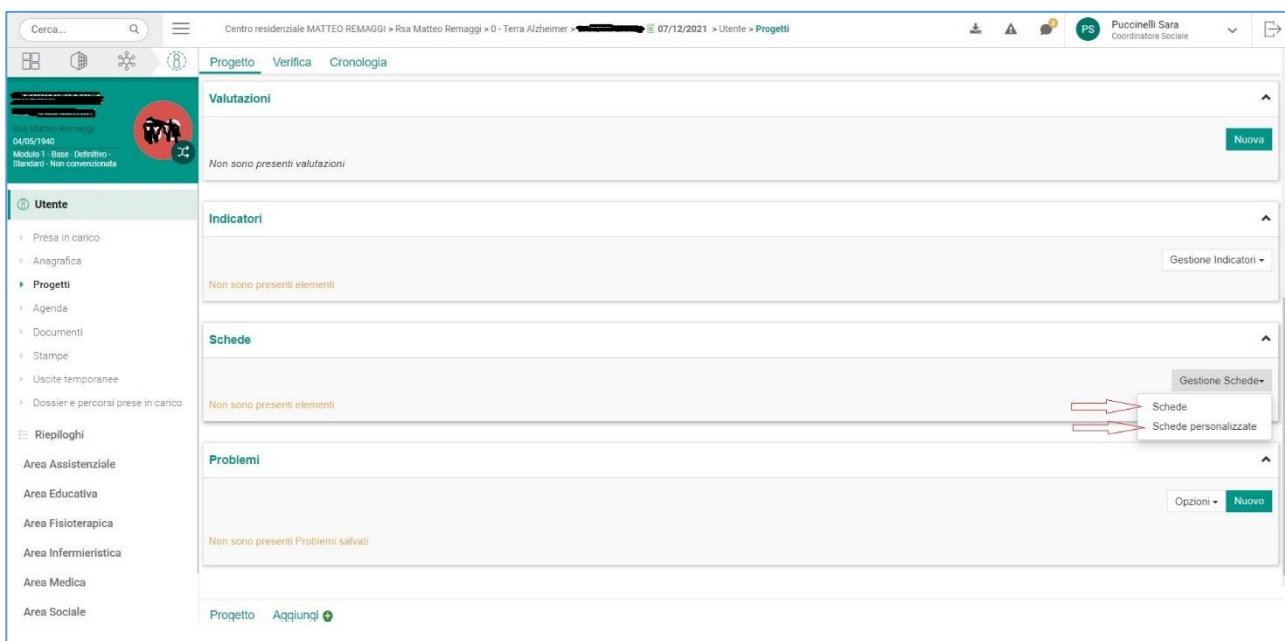 Cerca...
Centro residenziale MATTEO REMAGGI > Rsa Matteo Remaggi > 0 - Terra Alzheimer > 07/12/2021 > Utente > Progetti
3
PS
Puccinelli Sara
Coordinatore Sociale
Progetto Verifica Cronologia
Rsa Matteo Remaggi
04/05/1940
Modulo 1 - Base - Definitivo -
Standard - Non convenzionata
Utente
Presa in carico
Anagrafica
Progetti
Agenda
Documenti
Stampe
Uscite temporanee
Dossier e percorsi prese in carico
Riepiloghi
Area Assistenziale
Area Educativa
Area Fisioterapica
Area Infermieristica
Area Medica
Area Sociale
Valutazioni
Nuova
Non sono presenti valutazioni
Indicatori
Gestione Indicatori
Non sono presenti elementi
Schede
Gestione Schede
Non sono presenti elementi
Schede
Schede personalizzate
Problemi
Opzioni Nuovo
Non sono presenti Problemi salvati
Progetto Aggiungi